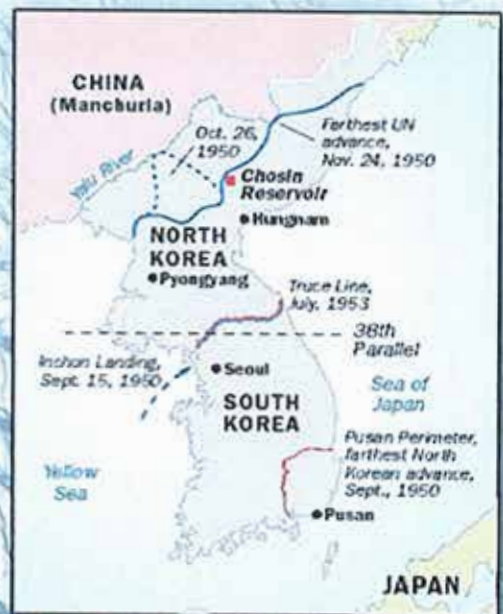 CHINA
(Manchuria)
Oct. 26,
1950
Farthest UN
advance,
Nov. 24, 1950
Yalu River
Chosin
Reservoir
Hungnam
NORTH
KOREA
Pyongyang
Truce Line,
July, 1953
38th
Parallel
Inchon Landing,
Sept. 15, 1950
Seoul
Sea of
Japan
SOUTH
KOREA
Pusan Perimeter,
farthest North
Korean advance,
Sept., 1950
Yellow
Sea
Pusan
JAPAN